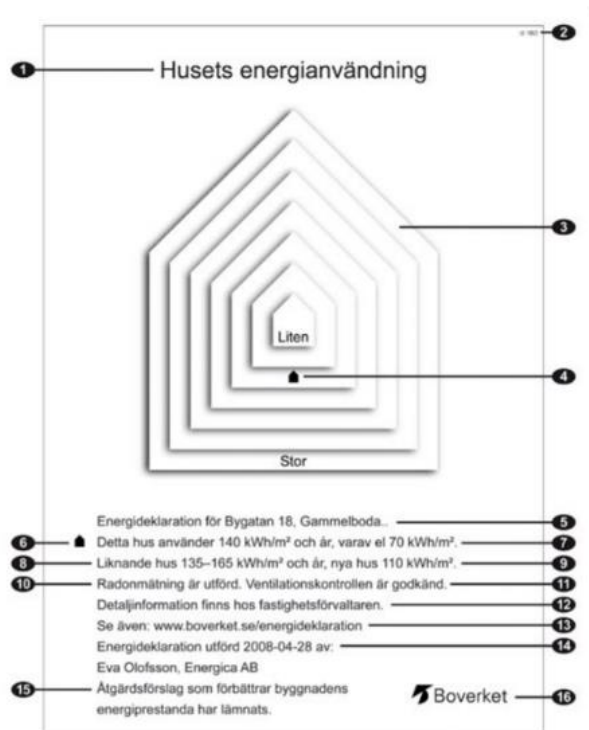 2
1 Husets energianvändning
3
Liten
4
Stor
Energideklaration för Bygatan 18, Gammelboda.. 5
6 Detta hus använder 140 kWh/m² och år, varav el 70 kWh/m². 7
8 Liknande hus 135–165 kWh/m² och år, nya hus 110 kWh/m². 9
10 Radonmätning är utförd. Ventilationskontrollen är godkänd. 11
Detaljinformation finns hos fastighetsförvaltaren. 12
Se även: www.boverket.se/energideklaration 13
Energideklaration utförd 2008-04-28 av: 14
Eva Olofsson, Energica AB
15 Åtgärdsförslag som förbättrar byggnadens
energiprestanda har lämnats.
Boverket 16